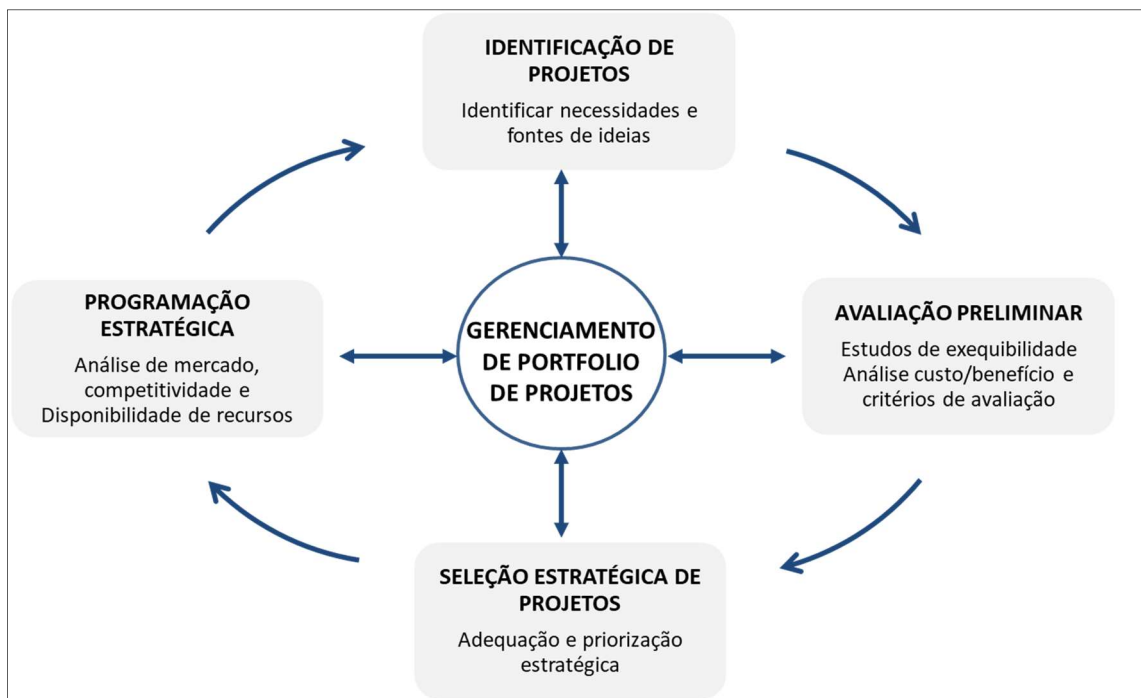 IDENTIFICAÇÃO DE
PROJETOS
Identificar necessidades e
fontes de ideias
PROGRAMAÇÃO
ESTRATÉGICA
Análise de mercado,
competitividade e
Disponibilidade de recursos
GERENCIAMENTO
DE PORTFOLIO
DE PROJETOS
AVALIAÇÃO PRELIMINAR
Estudos de exequibilidade
Análise custo/benefício e
critérios de avaliação
SELEÇÃO ESTRATÉGICA DE
PROJETOS
Adequação e priorização
estratégica